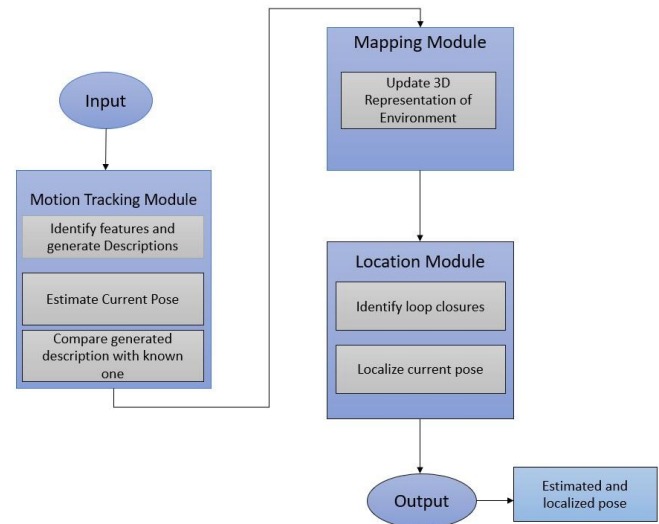 Input
Motion Tracking Module
Identify features and
generate Descriptions
Estimate Current Pose
Compare generated
description with known
one
Mapping Module
Update 3D
Representation of
Environment
Location Module
Identify loop closures
Localize current pose
Output
Estimated and
localized pose